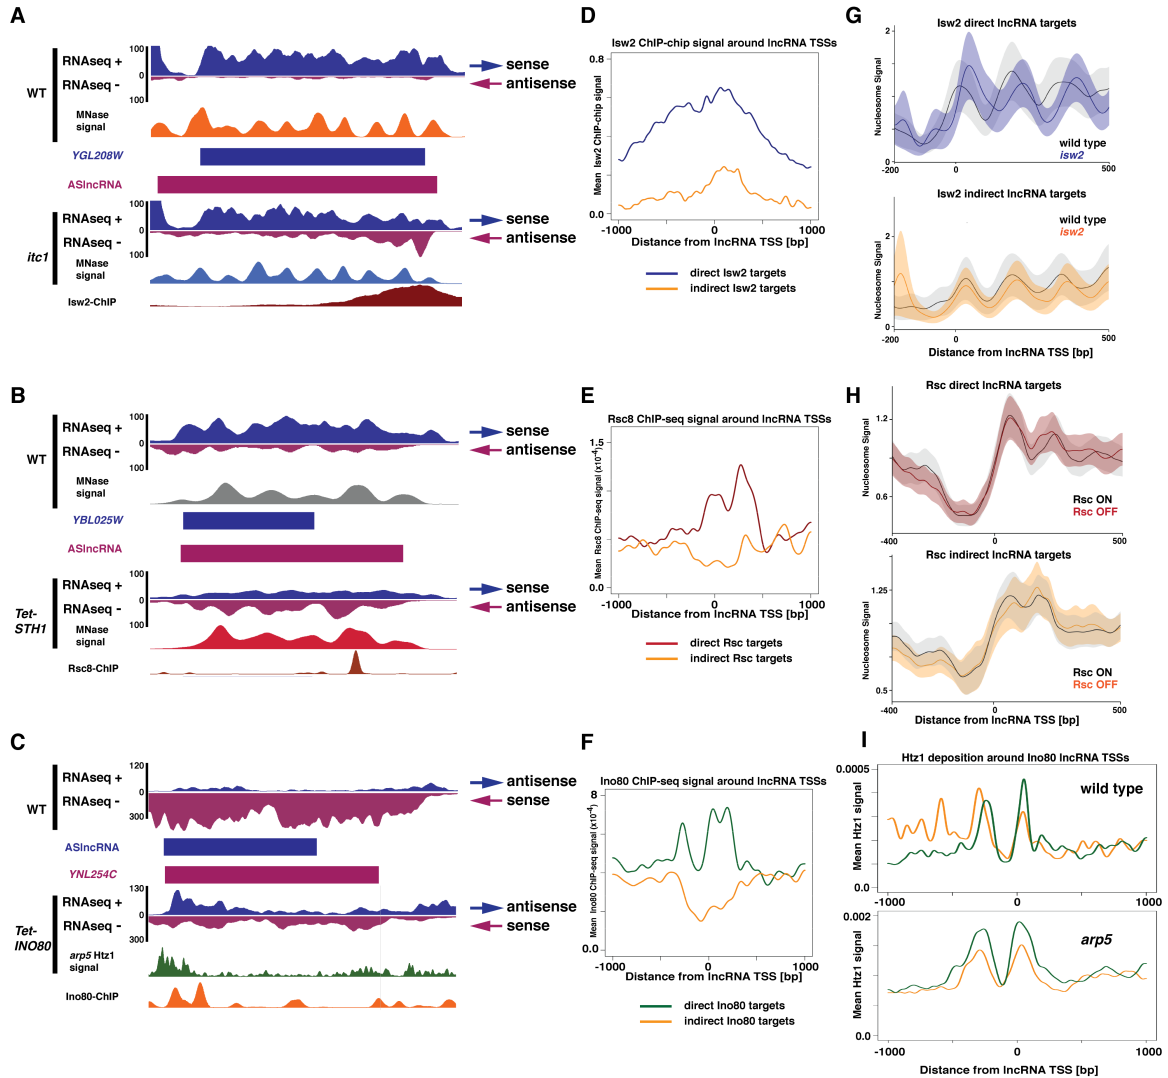 A
WT
RNAseq +
RNAseq -
100
0
100
sense
antisense
MNase
signal
YGL208W
ASlncRNA
itc1
RNAseq +
RNAseq -
100
0
100
sense
antisense
MNase
signal
Isw2-ChIP
B
WT
RNAseq +
RNAseq -
100
0
100
sense
antisense
MNase
signal
YBL025W
ASlncRNA
Tet-
STH1
RNAseq +
RNAseq -
100
0
100
sense
antisense
MNase
signal
Rsc8-ChIP
C
WT
RNAseq +
RNAseq -
120
0
300
antisense
sense
ASlncRNA
YNL254C
Tet-
INO80
RNAseq +
RNAseq -
130
0
300
antisense
sense
arp5 Htz1
signal
Ino80-ChIP
D
Isw2 ChIP-chip signal around lncRNA TSSs
Mean Isw2 ChIP-chip signal
0.8
0.0
-1000
0
1000
Distance from lncRNA TSS [bp]
direct Isw2 targets
indirect Isw2 targets
E
Rsc8 ChIP-seq signal around lncRNA TSSs
Mean Rsc8 ChIP-seq signal (x10-4)
1.5
0.0
-1000
0
1000
Distance from lncRNA TSS [bp]
direct Rsc targets
indirect Rsc targets
F
Ino80 ChIP-seq signal around lncRNA TSSs
Mean Ino80 ChIP-seq signal (x10-4)
8
0.0
-1000
0
1000
Distance from lncRNA TSS [bp]
direct Ino80 targets
indirect Ino80 targets
G
Isw2 direct lncRNA targets
Nucleosome Signal
2
0
-200
0
500
wild type
isw2
Isw2 indirect lncRNA targets
Nucleosome Signal
2
0
-200
0
500
wild type
isw2
Distance from lncRNA TSS [bp]
H
Rsc direct lncRNA targets
Nucleosome Signal
1.2
0.6
-400
0
500
Rsc ON
Rsc OFF
Rsc indirect lncRNA targets
Nucleosome Signal
1.25
0.5
-400
0
500
Rsc ON
Rsc OFF
Distance from lncRNA TSS [bp]
I
Htz1 deposition around Ino80 lncRNA TSSs
Mean Htz1 signal
0.0005
0.0
wild type
-1000
0
1000
Mean Htz1 signal
0.002
0.0
arp5
-1000
0
1000
Distance from lncRNA TSS [bp]